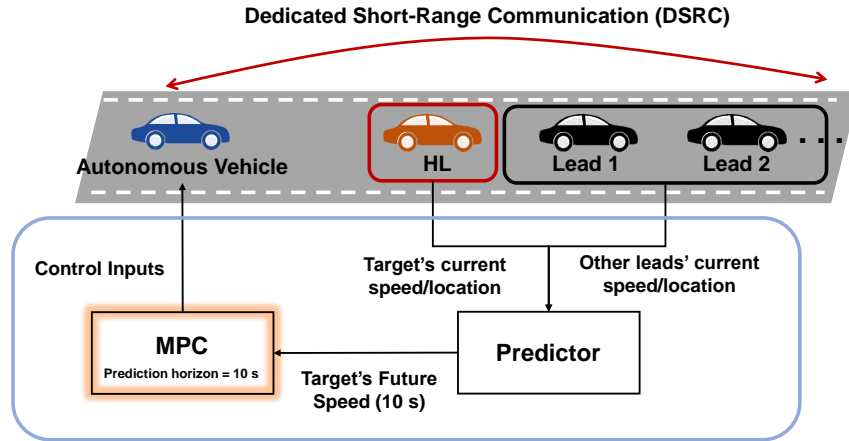 Dedicated Short-Range Communication (DSRC)
Autonomous Vehicle
HL
Lead 1
Lead 2
...
Control Inputs
Target's current
speed/location
Other leads' current
speed/location
MPC
Prediction horizon = 10 s
Predictor
Target's Future
Speed (10 s)